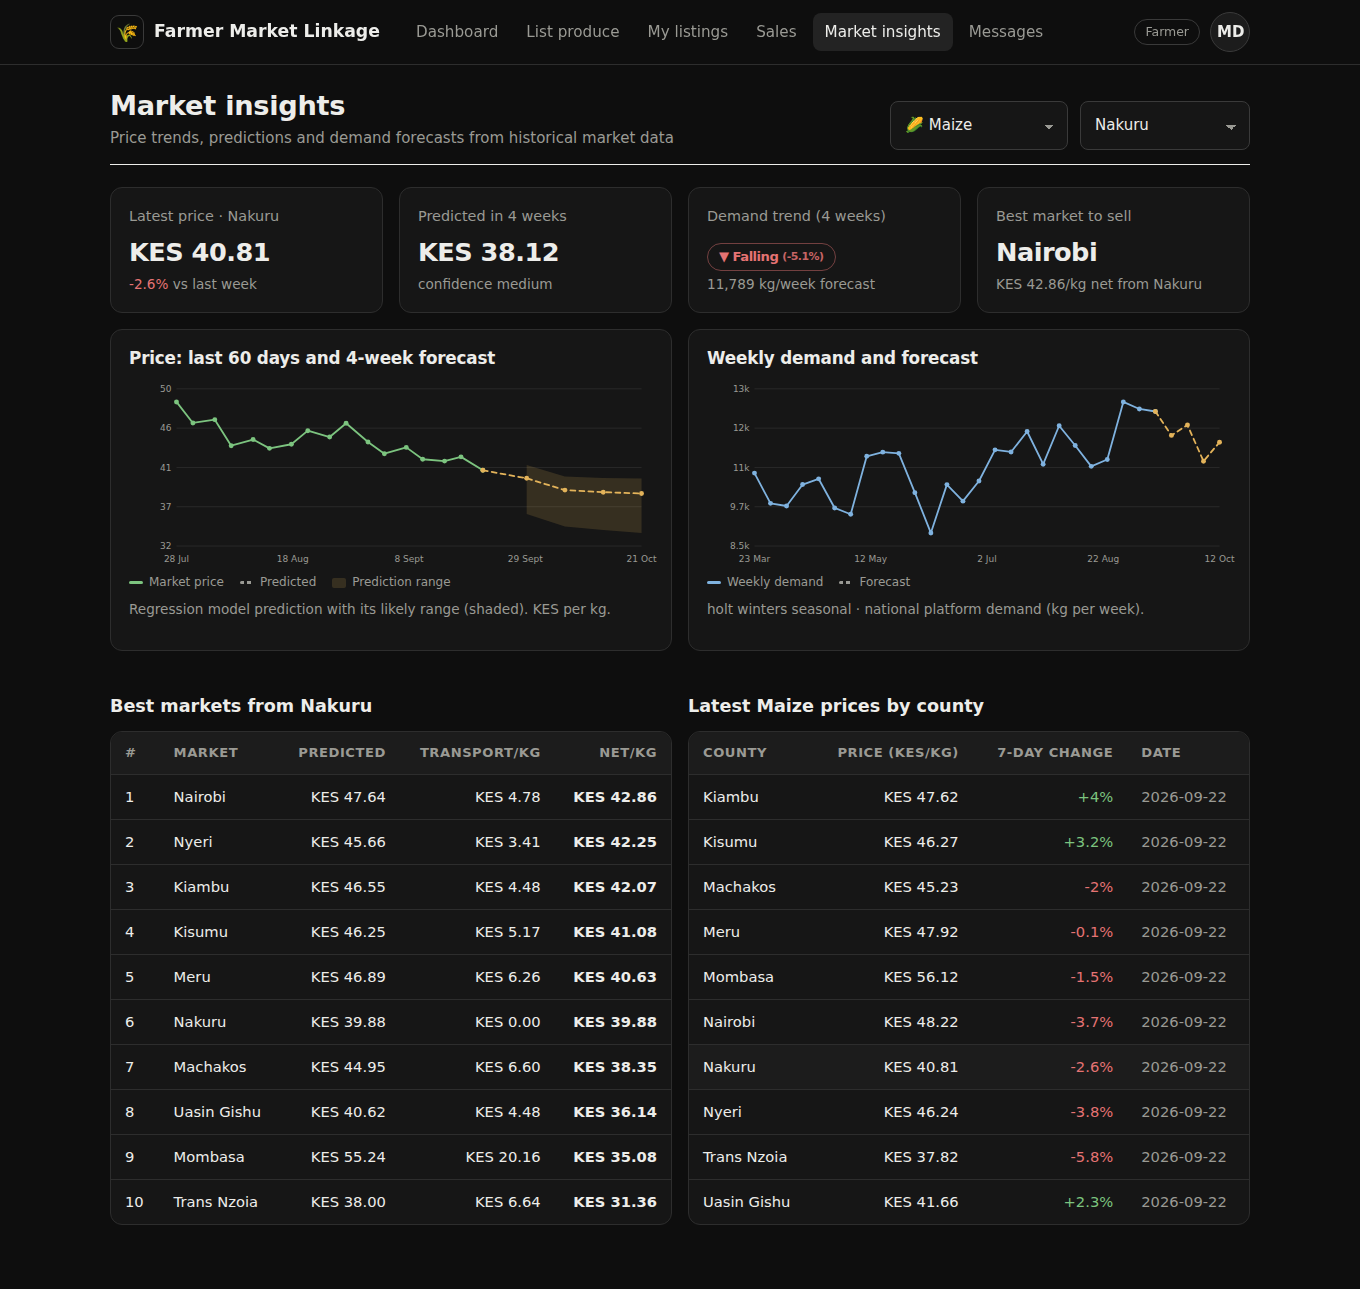 Farmer Market Linkage
Dashboard
List produce
My listings
Sales
Market insights
Messages
Farmer
MD
Market insights
Price trends, predictions and demand forecasts from historical market data
Maize
Nakuru
Latest price · Nakuru
KES 40.81
-2.6% vs last week
Predicted in 4 weeks
KES 38.12
confidence medium
Demand trend (4 weeks)
▼ Falling (-5.1%)
11,789 kg/week forecast
Best market to sell
Nairobi
KES 42.86/kg net from Nakuru
Price: last 60 days and 4-week forecast
50
46
41
37
32
28 Jul 18 Aug 8 Sept 29 Sept 21 Oct
Market price Predicted Prediction range
Regression model prediction with its likely range (shaded). KES per kg.
Weekly demand and forecast
13k
12k
11k
9.7k
8.5k
23 Mar 12 May 2 Jul 22 Aug 12 Oct
Weekly demand Forecast
holt winters seasonal · national platform demand (kg per week).
Best markets from Nakuru
# MARKET PREDICTED TRANSPORT/KG NET/KG
1 Nairobi KES 47.64 KES 4.78 KES 42.86
2 Nyeri KES 45.66 KES 3.41 KES 42.25
3 Kiambu KES 46.55 KES 4.48 KES 42.07
4 Kisumu KES 46.25 KES 5.17 KES 41.08
5 Meru KES 46.89 KES 6.26 KES 40.63
6 Nakuru KES 39.88 KES 0.00 KES 39.88
7 Machakos KES 44.95 KES 6.60 KES 38.35
8 Uasin Gishu KES 40.62 KES 4.48 KES 36.14
9 Mombasa KES 55.24 KES 20.16 KES 35.08
10 Trans Nzoia KES 38.00 KES 6.64 KES 31.36
Latest Maize prices by county
COUNTY PRICE (KES/KG) 7-DAY CHANGE DATE
Kiambu KES 47.62 +4% 2026-09-22
Kisumu KES 46.27 +3.2% 2026-09-22
Machakos KES 45.23 -2% 2026-09-22
Meru KES 47.92 -0.1% 2026-09-22
Mombasa KES 56.12 -1.5% 2026-09-22
Nairobi KES 48.22 -3.7% 2026-09-22
Nakuru KES 40.81 -2.6% 2026-09-22
Nyeri KES 46.24 -3.8% 2026-09-22
Trans Nzoia KES 37.82 -5.8% 2026-09-22
Uasin Gishu KES 41.66 +2.3% 2026-09-22